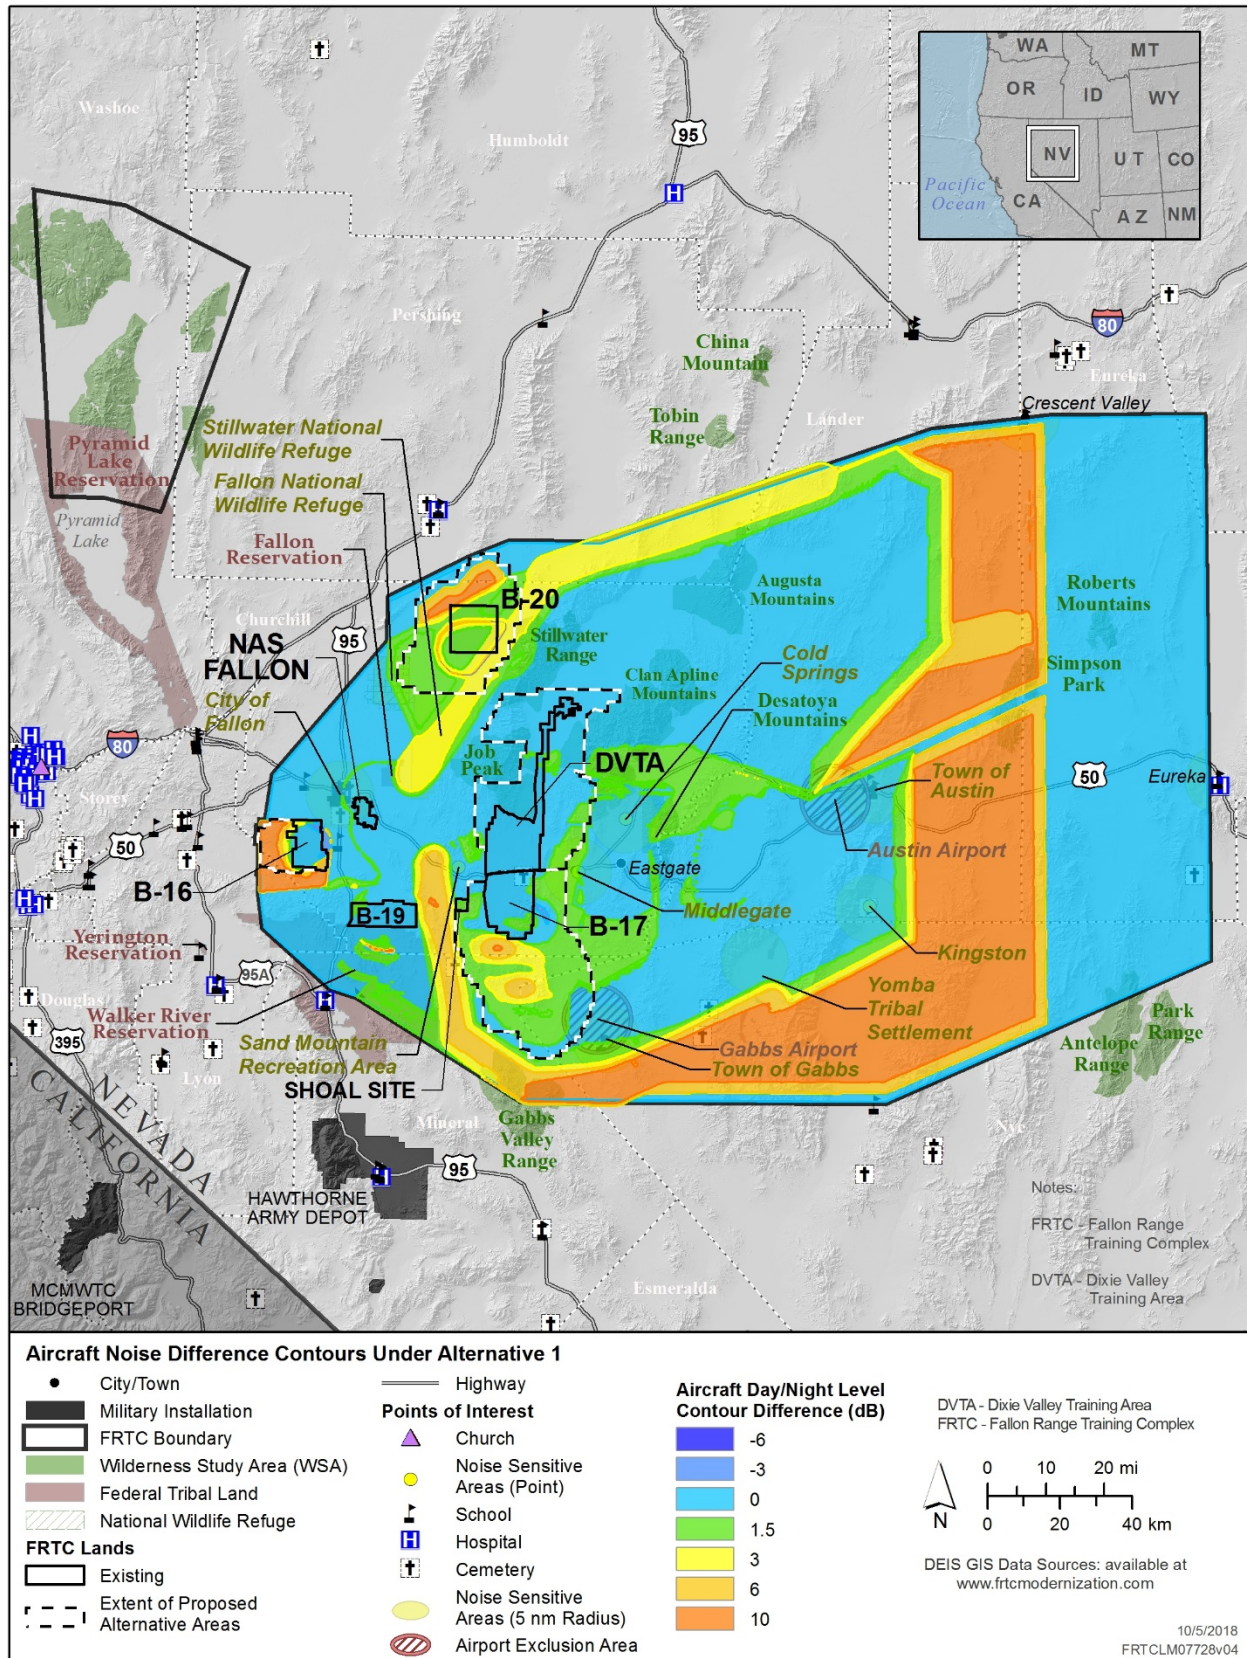 WA
MT
OR
ID
WY
NV
UT
CO
CA
AZ
NM
Pacific
Ocean
Washoe
Humboldt
95
Pershing
80
Eureka
Crescent Valley
China
Mountain
Tobin
Range
Lander
Stillwater National
Wildlife Refuge
Fallon National
Wildlife Refuge
Fallon
Reservation
Pyramid
Lake
Reservation
Pyramid
Lake
Churchill
95
NAS
FALLON
City of
Fallon
B-20
Stillwater
Range
Augusta
Mountains
Clan Apline
Mountains
Cold
Springs
Desatoya
Mountains
Roberts
Mountains
Simpson
Park
80
Storey
50
Job
Peak
DVTA
50
Eureka
Town of
Austin
Austin Airport
Eastgate
Middlegate
B-16
B-19
B-17
Kingston
Yerington
Reservation
95A
Douglas
Walker River
Reservation
395
Lyon
Sand Mountain
Recreation Area
SHOAL SITE
Yomba
Tribal
Settlement
Gabbs Airport
Town of Gabbs
Park
Range
Antelope
Range
NEVADA
CALIFORNIA
Mineral
Gabbs
Valley
Range
Nye
95
HAWTHORNE
ARMY DEPOT
MCMWTC
BRIDGEPORT
Esmeralda
Notes:
FRTC - Fallon Range
Training Complex
DVTA - Dixie Valley
Training Area
Aircraft Noise Difference Contours Under Alternative 1
City/Town
Military Installation
FRTC Boundary
Wilderness Study Area (WSA)
Federal Tribal Land
National Wildlife Refuge
FRTC Lands
Existing
Extent of Proposed
Alternative Areas
Highway
Points of Interest
Church
Noise Sensitive
Areas (Point)
School
H Hospital
Cemetery
Noise Sensitive
Areas (5 nm Radius)
Airport Exclusion Area
Aircraft Day/Night Level
Contour Difference (dB)
-6
-3
0
1.5
3
6
10
DVTA - Dixie Valley Training Area
FRTC - Fallon Range Training Complex
N
0 10 20 mi
0 20 40 km
DEIS GIS Data Sources: available at
www.frtcmodernization.com
10/5/2018
FRTCLM07728v04